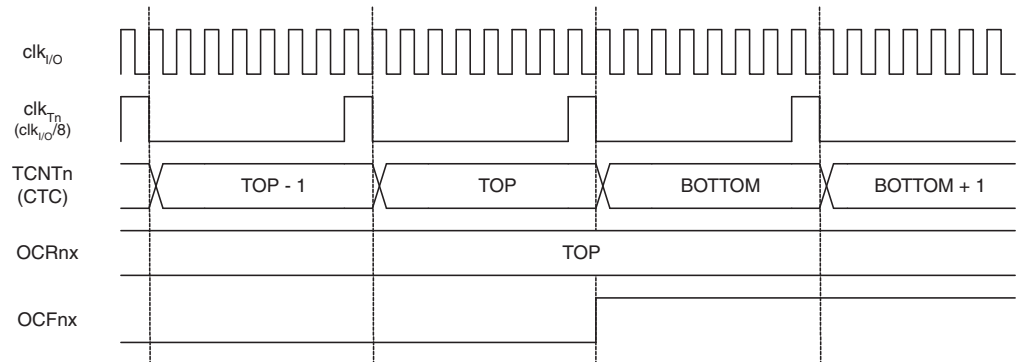 clkI/O
clkTn
(clkI/O/8)
TCNTn
(CTC)
TOP - 1
TOP
BOTTOM
BOTTOM + 1
OCRnx
TOP
OCFnx